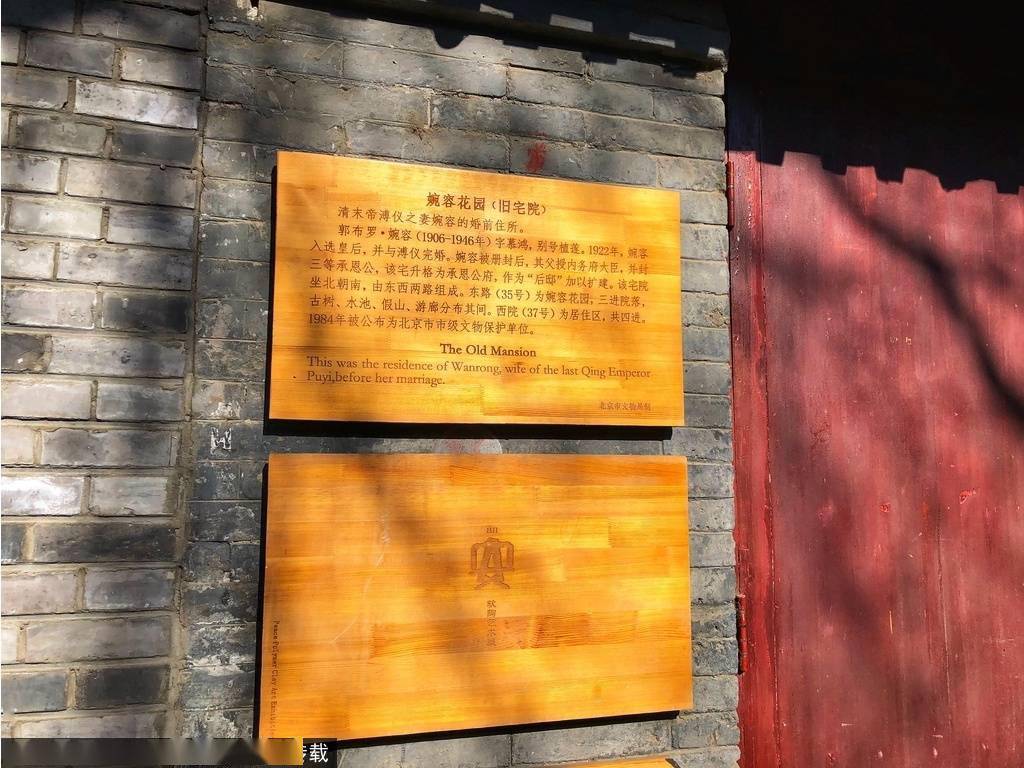 婉容花园（旧宅院）
清末帝溥仪之妻婉容的婚前住所。
郭布罗·婉容（1906-1946年）字慕鸿，别号植莲。1922年，婉容
入选皇后，并与溥仪完婚。婉容被册封后，其父授内务府大臣，并封
三等承恩公，该宅升格为承恩公府，作为“后邸”加以扩建。该宅院
坐北朝南，由东西两路组成。东路（35号）为婉容花园，三进院落，
古树、水池、假山、游廊分布其间。西院（37号）为居住区，共四进。
1984年被公布为北京市市级文物保护单位。
The Old Mansion
This was the residence of Wanrong, wife of the last Qing Emperor
Puyi,before her marriage.
北京市文物局制
an
Peace Polymer Clay Art Exhibition
转载